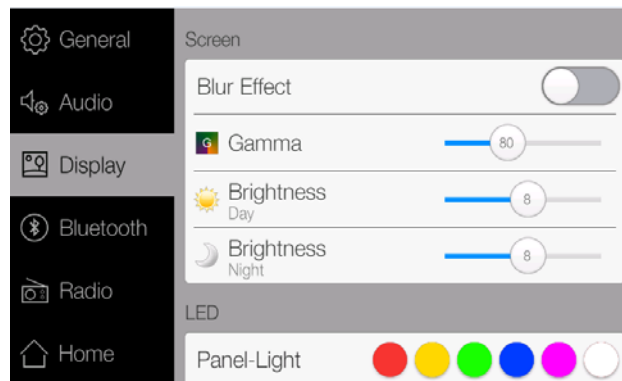 General
Audio
Display
Bluetooth
Radio
Home
Screen
Blur Effect
G Gamma 80
Brightness 8
Day
Brightness 8
Night
LED
Panel-Light